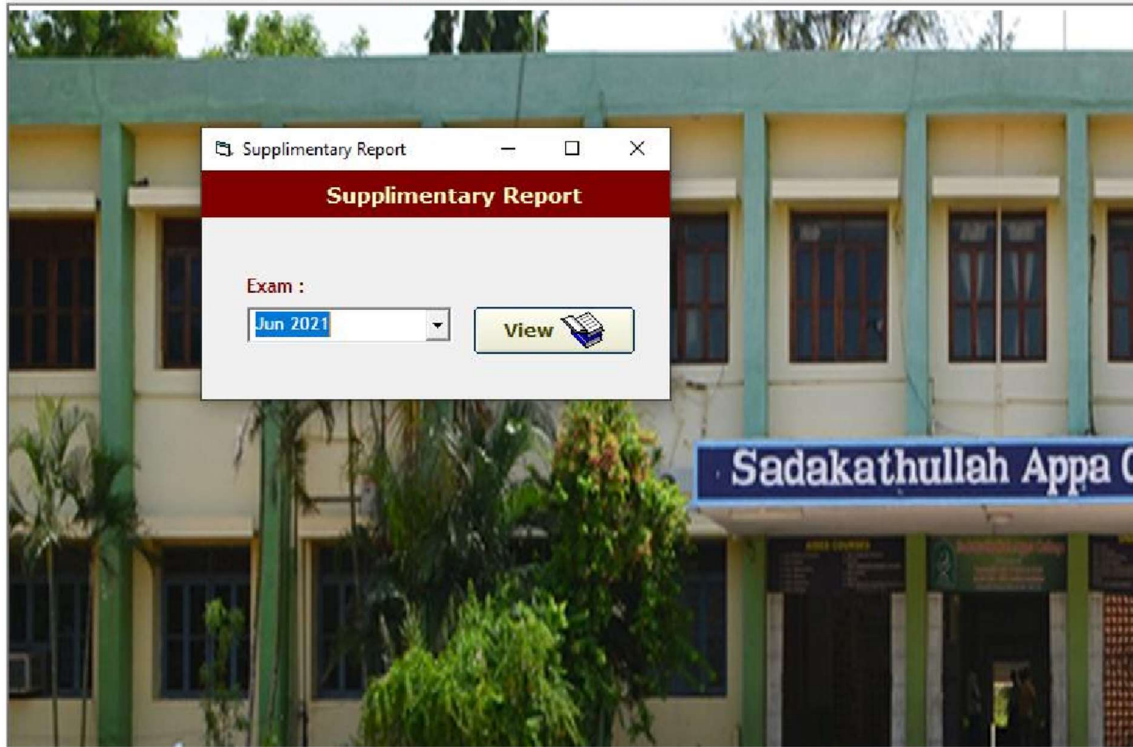 Supplimentary Report
Supplimentary Report
Exam :
Jun 2021
View
Sadakathullah Appa